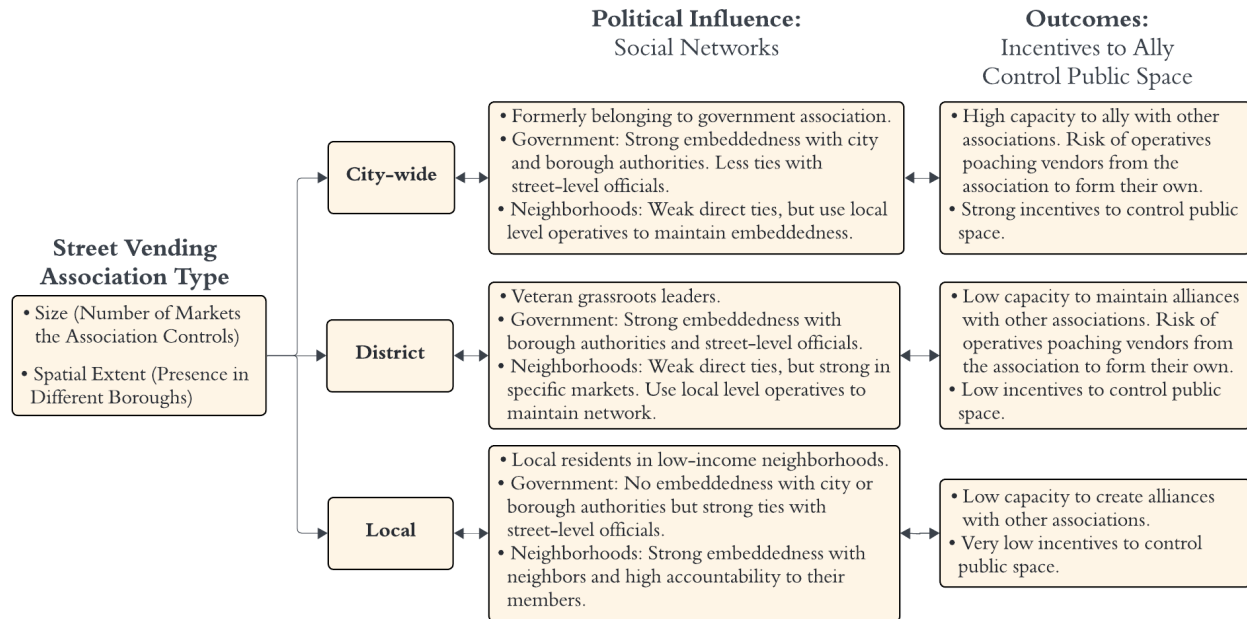 Political Influence:
Social Networks
Outcomes:
Incentives to Ally
Control Public Space
Street Vending
Association Type
• Size (Number of Markets
the Association Controls)
• Spatial Extent (Presence in
Different Boroughs)
City-wide
• Formerly belonging to government association.
• Government: Strong embeddedness with city
and borough authorities. Less ties with
street-level officials.
• Neighborhoods: Weak direct ties, but use local
level operatives to maintain embeddedness.
• High capacity to ally with other
associations. Risk of operatives
poaching vendors from the
association to form their own.
• Strong incentives to control public
space.
District
• Veteran grassroots leaders.
• Government: Strong embeddedness with
borough authorities and street-level officials.
• Neighborhoods: Weak direct ties, but strong in
specific markets. Use local level operatives to
maintain network.
• Low capacity to maintain alliances
with other associations. Risk of
operatives poaching vendors from
the association to form their own.
• Low incentives to control public
space.
Local
• Local residents in low-income neighborhoods.
• Government: No embeddedness with city or
borough authorities but strong ties with
street-level officials.
• Neighborhoods: Strong embeddedness with
neighbors and high accountability to their
members.
• Low capacity to create alliances
with other associations.
• Very low incentives to control
public space.